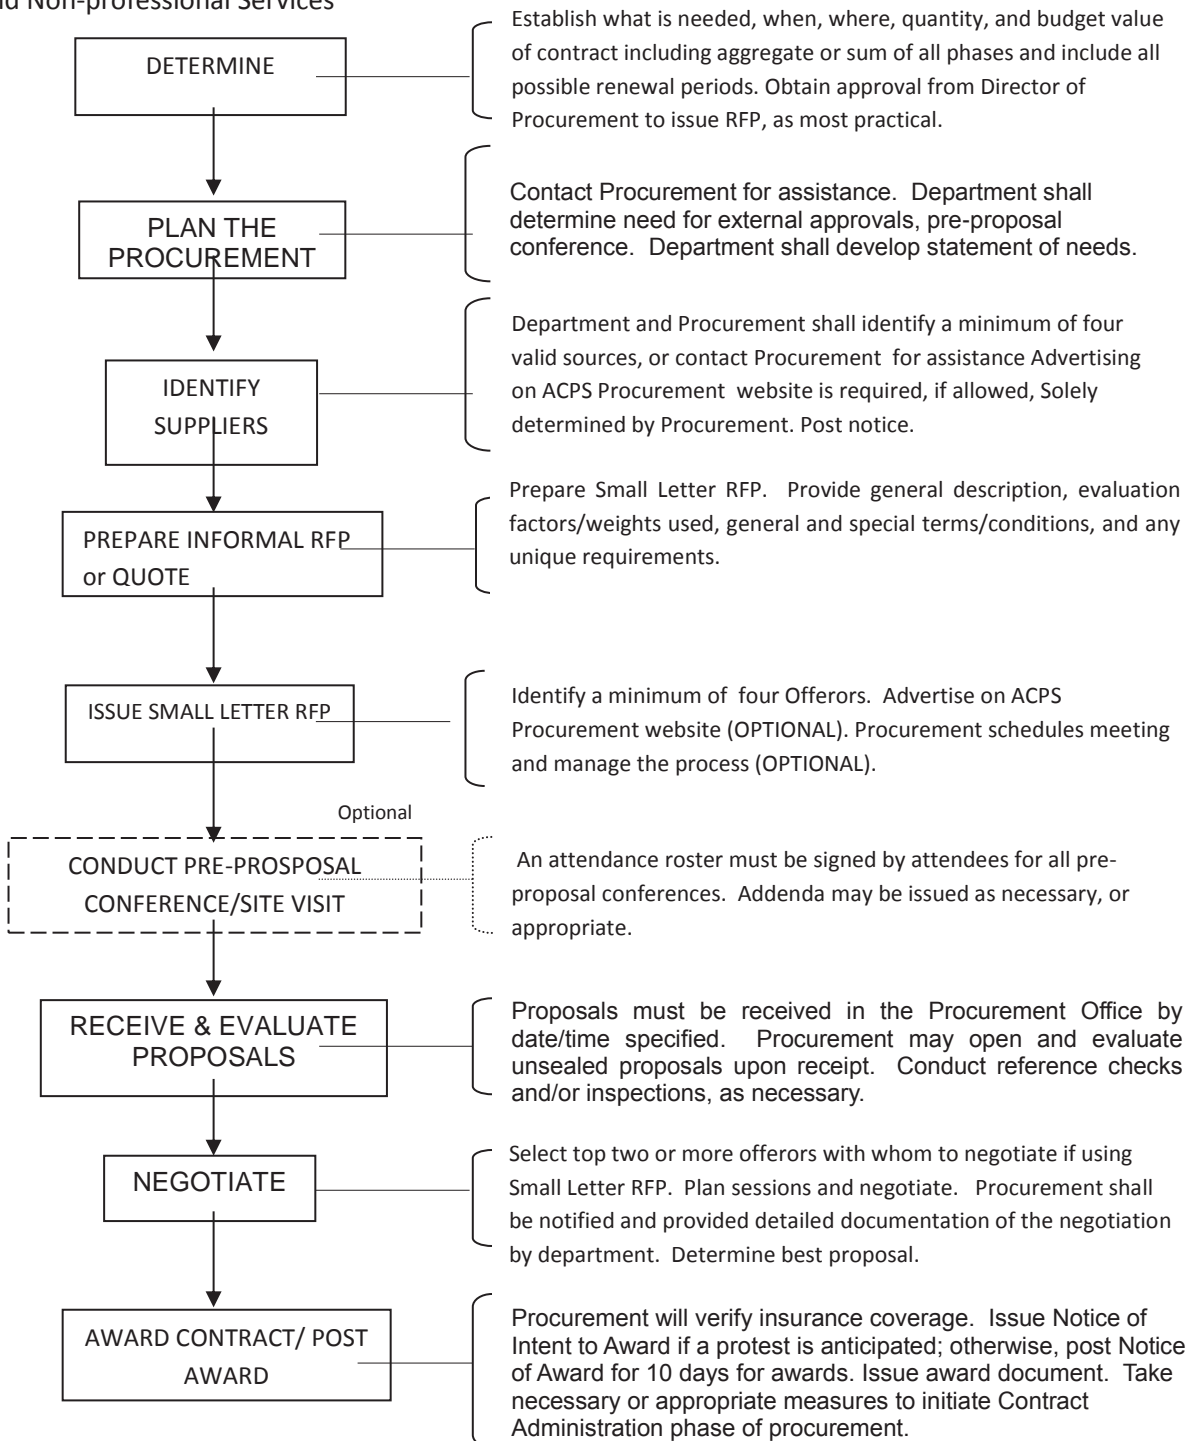 nd Non-professional Services
DETERMINE
Establish what is needed, when, where, quantity, and budget value
of contract including aggregate or sum of all phases and include all
possible renewal periods. Obtain approval from Director of
Procurement to issue RFP, as most practical.
PLAN THE
PROCUREMENT
Contact Procurement for assistance. Department shall
determine need for external approvals, pre-proposal
conference. Department shall develop statement of needs.
IDENTIFY
SUPPLIERS
Department and Procurement shall identify a minimum of four
valid sources, or contact Procurement for assistance Advertising
on ACPS Procurement website is required, if allowed, Solely
determined by Procurement. Post notice.
PREPARE INFORMAL RFP
or QUOTE
Prepare Small Letter RFP. Provide general description, evaluation
factors/weights used, general and special terms/conditions, and any
unique requirements.
ISSUE SMALL LETTER RFP
Identify a minimum of four Offerors. Advertise on ACPS
Procurement website (OPTIONAL). Procurement schedules meeting
and manage the process (OPTIONAL).
Optional
CONDUCT PRE-PROSPOSAL
CONFERENCE/SITE VISIT
An attendance roster must be signed by attendees for all pre-
proposal conferences. Addenda may be issued as necessary, or
appropriate.
RECEIVE & EVALUATE
PROPOSALS
Proposals must be received in the Procurement Office by
date/time specified. Procurement may open and evaluate
unsealed proposals upon receipt. Conduct reference checks
and/or inspections, as necessary.
NEGOTIATE
Select top two or more offerors with whom to negotiate if using
Small Letter RFP. Plan sessions and negotiate. Procurement shall
be notified and provided detailed documentation of the negotiation
by department. Determine best proposal.
AWARD CONTRACT/ POST
AWARD
Procurement will verify insurance coverage. Issue Notice of
Intent to Award if a protest is anticipated; otherwise, post Notice
of Award for 10 days for awards. Issue award document. Take
necessary or appropriate measures to initiate Contract
Administration phase of procurement.